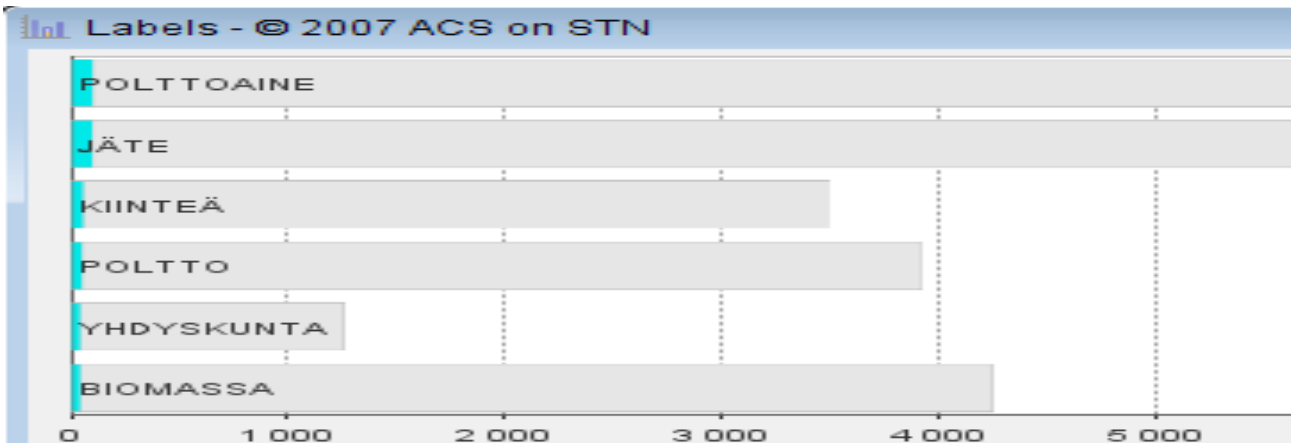 Labels - © 2007 ACS on STN
POLTTOAINE
JÄTE
KIINTEÄ
POLTTO
YHDYSKUNTA
BIOMASSA
0 1 000 2 000 3 000 4 000 5 000